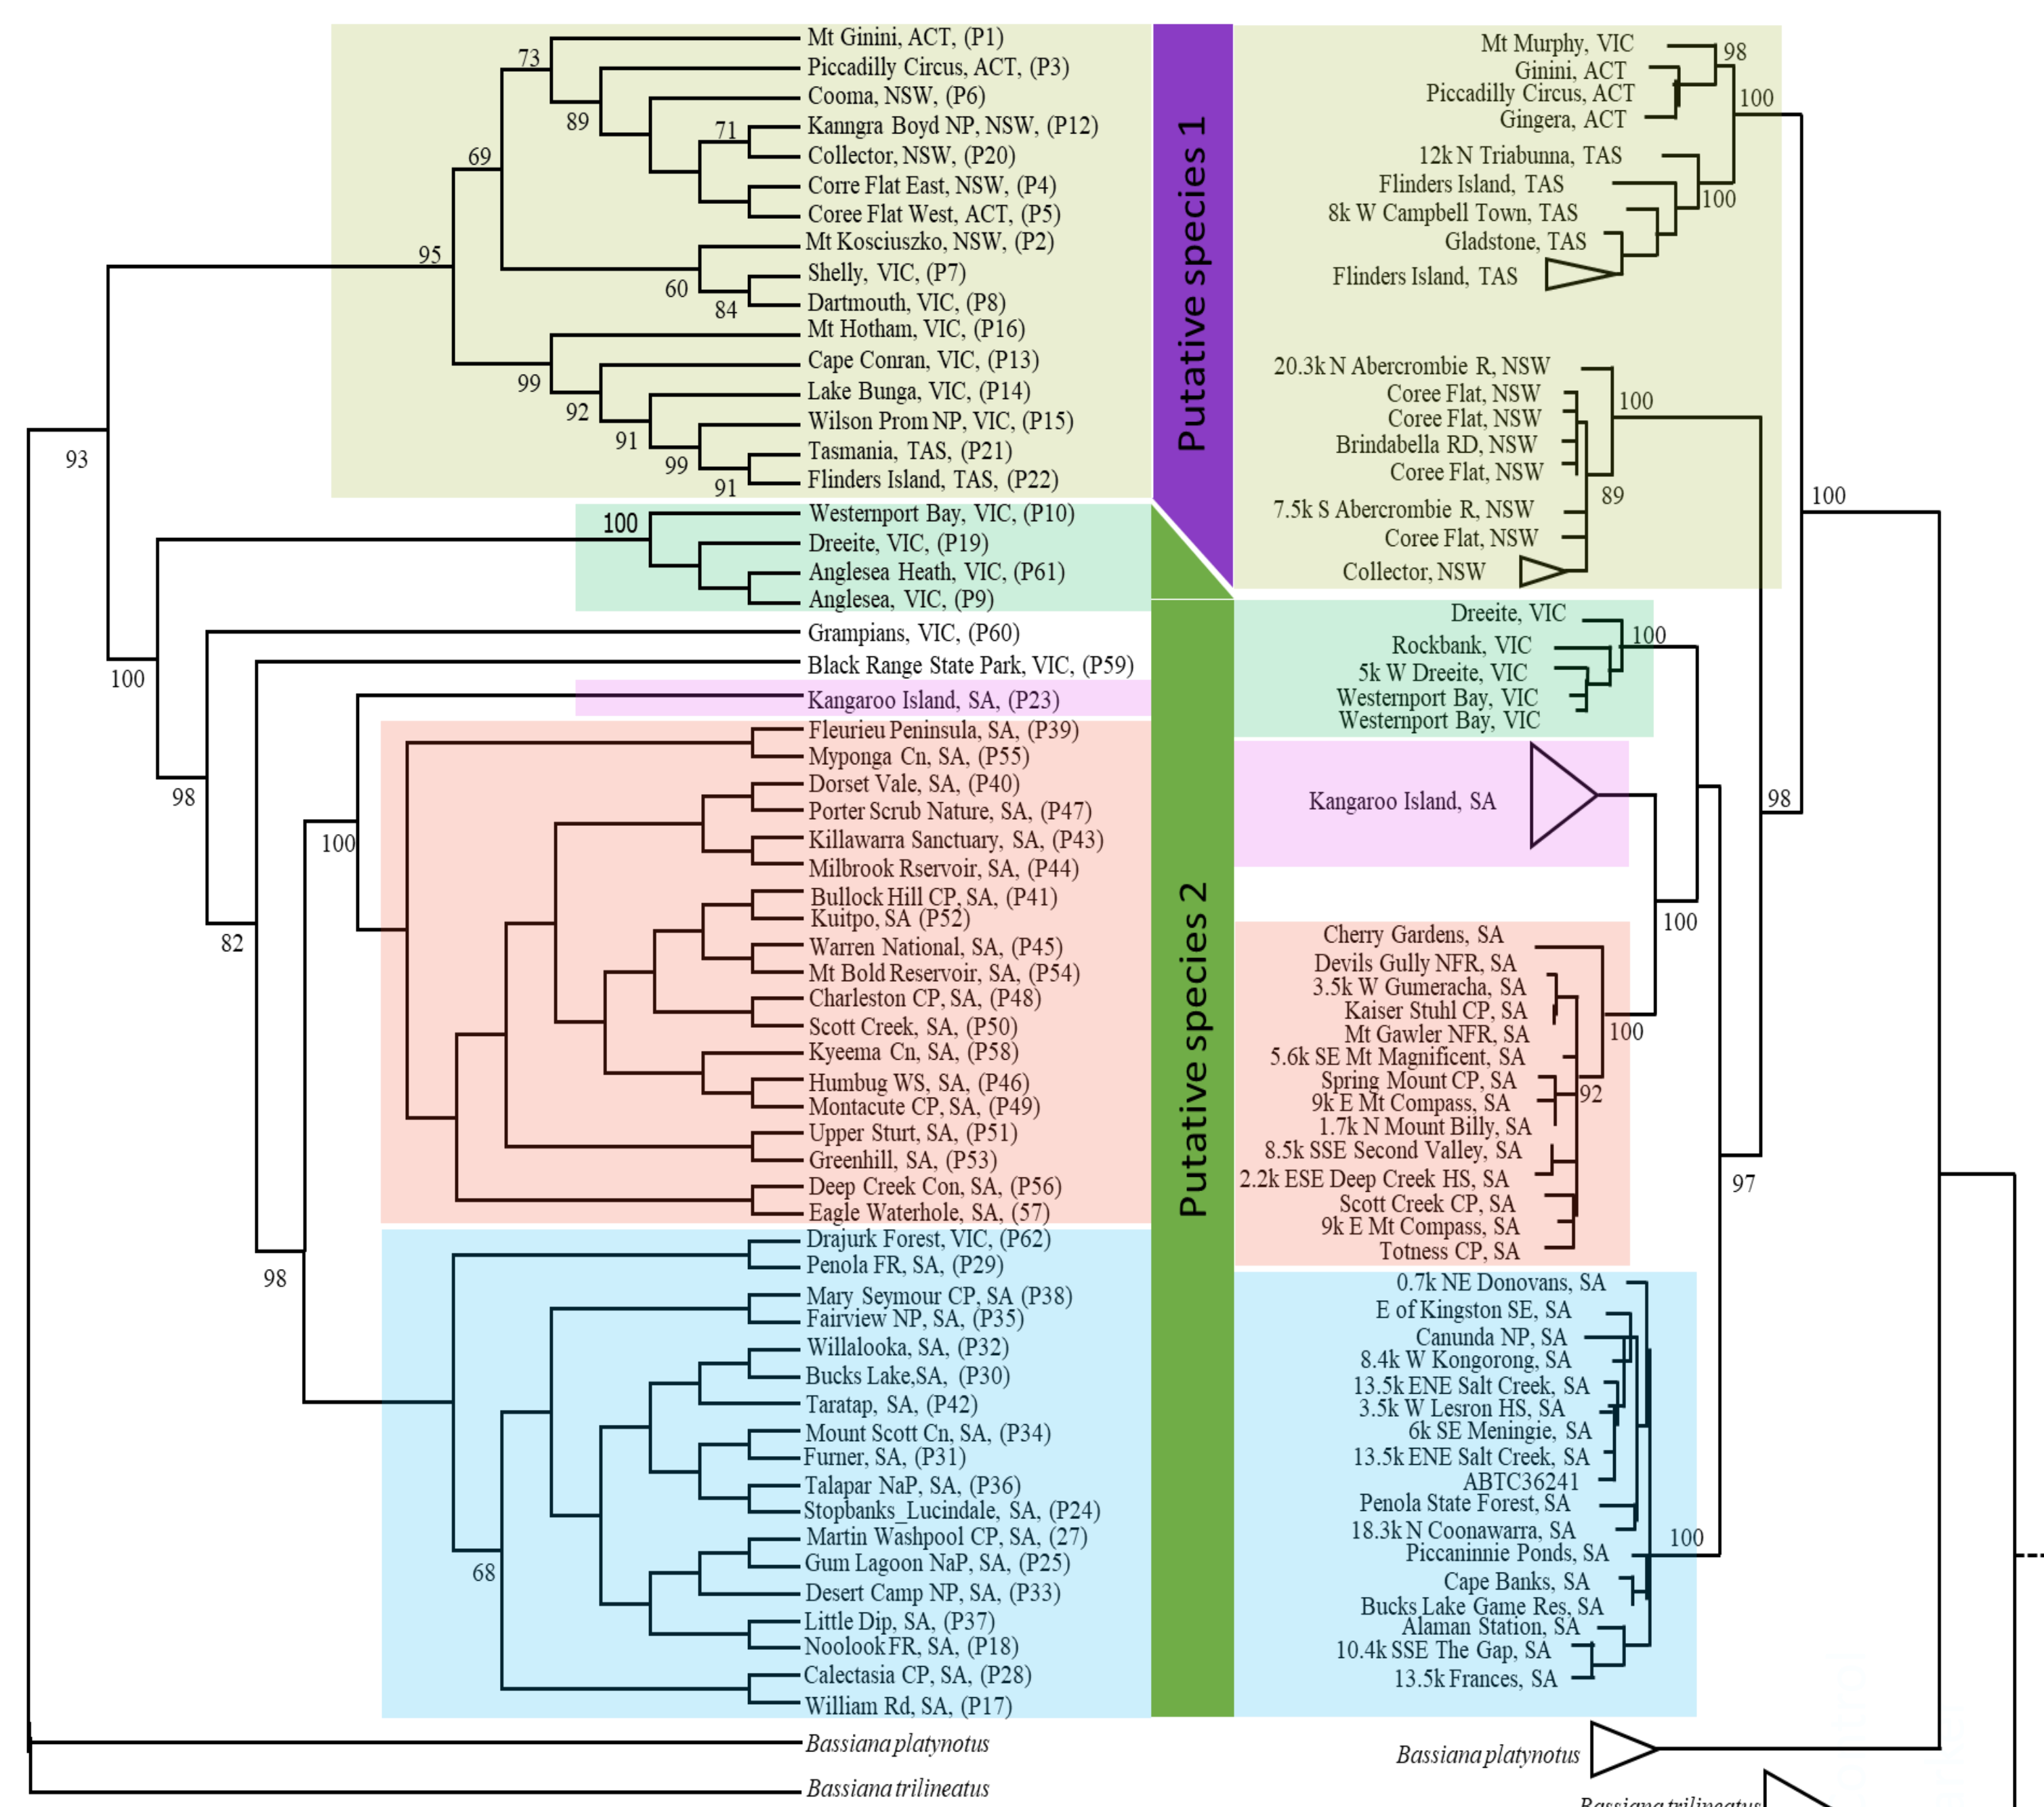 Mt Ginini, ACT, (P1)
73
Piccadilly Circus, ACT, (P3)
Cooma, NSW, (P6)
89
Kanngra Boyd NP, NSW, (P12)
71
Collector, NSW, (P20)
69
Corre Flat East, NSW, (P4)
Coree Flat West, ACT, (P5)
Mt Kosciuszko, NSW, (P2)
95
Shelly, VIC, (P7)
60
Dartmouth, VIC, (P8)
84
Mt Hotham, VIC, (P16)
Cape Conran, VIC, (P13)
99
Lake Bunga, VIC, (P14)
92
Wilson Prom NP, VIC, (P15)
91
Tasmania, TAS, (P21)
99
Flinders Island, TAS, (P22)
91
93
Westernport Bay, VIC, (P10)
100
Dreeite, VIC, (P19)
Anglesea Heath, VIC, (P61)
Anglesea, VIC, (P9)
Grampians, VIC, (P60)
Black Range State Park, VIC, (P59)
100
Kangaroo Island, SA, (P23)
Fleurieu Peninsula, SA, (P39)
Myponga Cn, SA, (P55)
Dorset Vale, SA, (P40)
98
Porter Scrub Nature, SA, (P47)
Killawarra Sanctuary, SA, (P43)
100
Milbrook Rservoir, SA, (P44)
Bullock Hill CP, SA, (P41)
Kuitpo, SA (P52)
82
Warren National, SA, (P45)
Mt Bold Reservoir, SA, (P54)
Charleston CP, SA, (P48)
Scott Creek, SA, (P50)
Kyeema Cn, SA, (P58)
Humbug WS, SA, (P46)
Montacute CP, SA, (P49)
Upper Sturt, SA, (P51)
Greenhill, SA, (P53)
Deep Creek Con, SA, (P56)
Eagle Waterhole, SA, (57)
Drajurk Forest, VIC, (P62)
Penola FR, SA, (P29)
98
Mary Seymour CP, SA (P38)
Fairview NP, SA, (P35)
Willalooka, SA, (P32)
Bucks Lake,SA, (P30)
Taratap, SA, (P42)
Mount Scott Cn, SA, (P34)
Furner, SA, (P31)
Talapar NaP, SA, (P36)
Stopbanks_Lucindale, SA, (P24)
Martin Washpool CP, SA, (27)
Gum Lagoon NaP, SA, (P25)
68
Desert Camp NP, SA, (P33)
Little Dip, SA, (P37)
Noolook FR, SA, (P18)
Calectasia CP, SA, (P28)
William Rd, SA, (P17)
Bassiana platynotus
Bassiana trilineatus
Putative species 1
Putative species 2
Mt Murphy, VIC
98
Ginini, ACT
Piccadilly Circus, ACT
100
Gingera, ACT
12k N Triabunna, TAS
Flinders Island, TAS
100
8k W Campbell Town, TAS
Gladstone, TAS
Flinders Island, TAS
20.3k N Abercrombie R, NSW
Coree Flat, NSW
100
Coree Flat, NSW
Brindabella RD, NSW
Coree Flat, NSW
89
100
7.5k S Abercrombie R, NSW
Coree Flat, NSW
Collector, NSW
Dreeite, VIC
100
Rockbank, VIC
5k W Dreeite, VIC
Westernport Bay, VIC
Westernport Bay, VIC
Kangaroo Island, SA
98
100
Cherry Gardens, SA
Devils Gully NFR, SA
3.5k W Gumeracha, SA
Kaiser Stuhl CP, SA
Mt Gawler NFR, SA
100
5.6k SE Mt Magnificent, SA
Spring Mount CP, SA
92
9k E Mt Compass, SA
1.7k N Mount Billy, SA
8.5k SSE Second Valley, SA
2.2k ESE Deep Creek HS, SA
97
Scott Creek CP, SA
9k E Mt Compass, SA
Totness CP, SA
0.7k NE Donovans, SA
E of Kingston SE, SA
Canunda NP, SA
8.4k W Kongorong, SA
13.5k ENE Salt Creek, SA
3.5k W Lesron HS, SA
6k SE Meningie, SA
13.5k ENE Salt Creek, SA
ABTC36241
Penola State Forest, SA
18.3k N Coonawarra, SA
100
Piccaninnie Ponds, SA
Cape Banks, SA
Bucks Lake Game Res, SA
Alaman Station, SA
10.4k SSE The Gap, SA
13.5k Frances, SA
Bassiana platynotus
Bassiana trilineatus